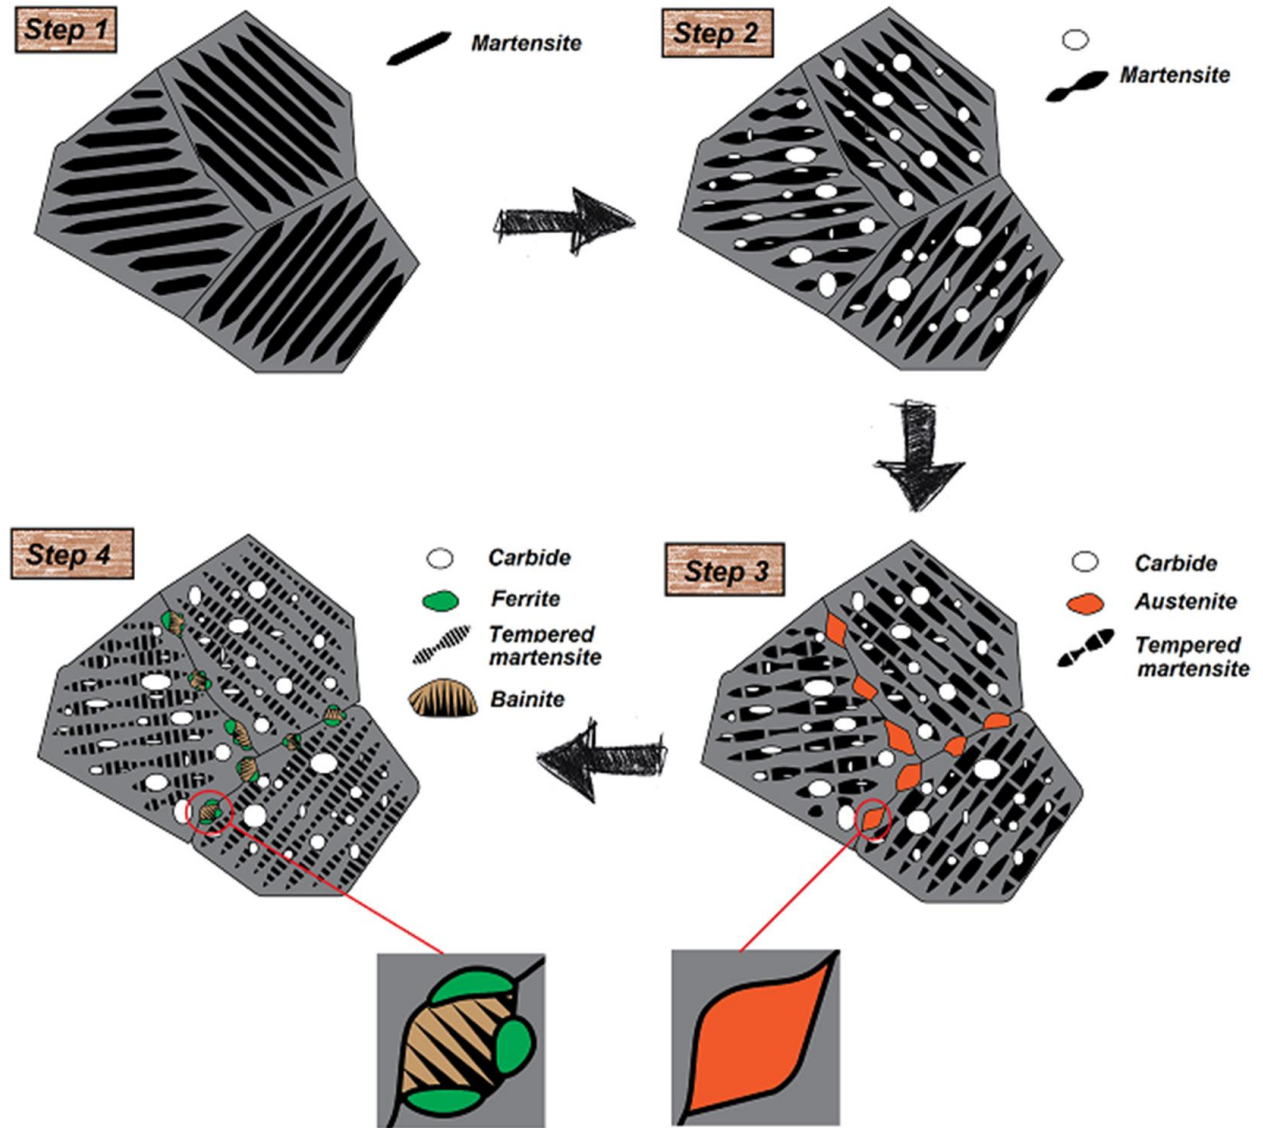 Step 1
Martensite
Step 2
Martensite
Step 4
Carbide
Ferrite
Tempered
martensite
Bainite
Step 3
Carbide
Austenite
Tempered
martensite